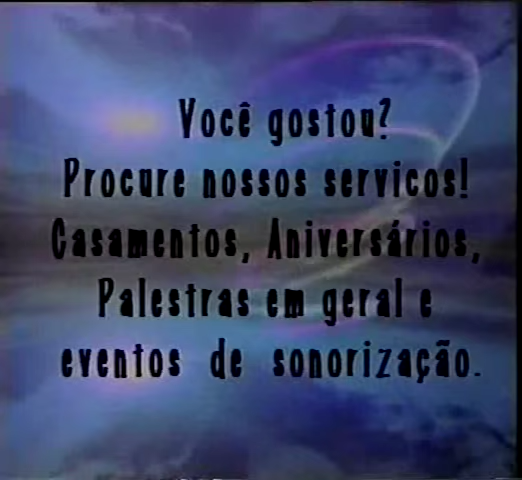 Você gostou?
Procure nossos servicos!
Casamentos, Aniversários,
Palestras em geral e
eventos de sonorização.